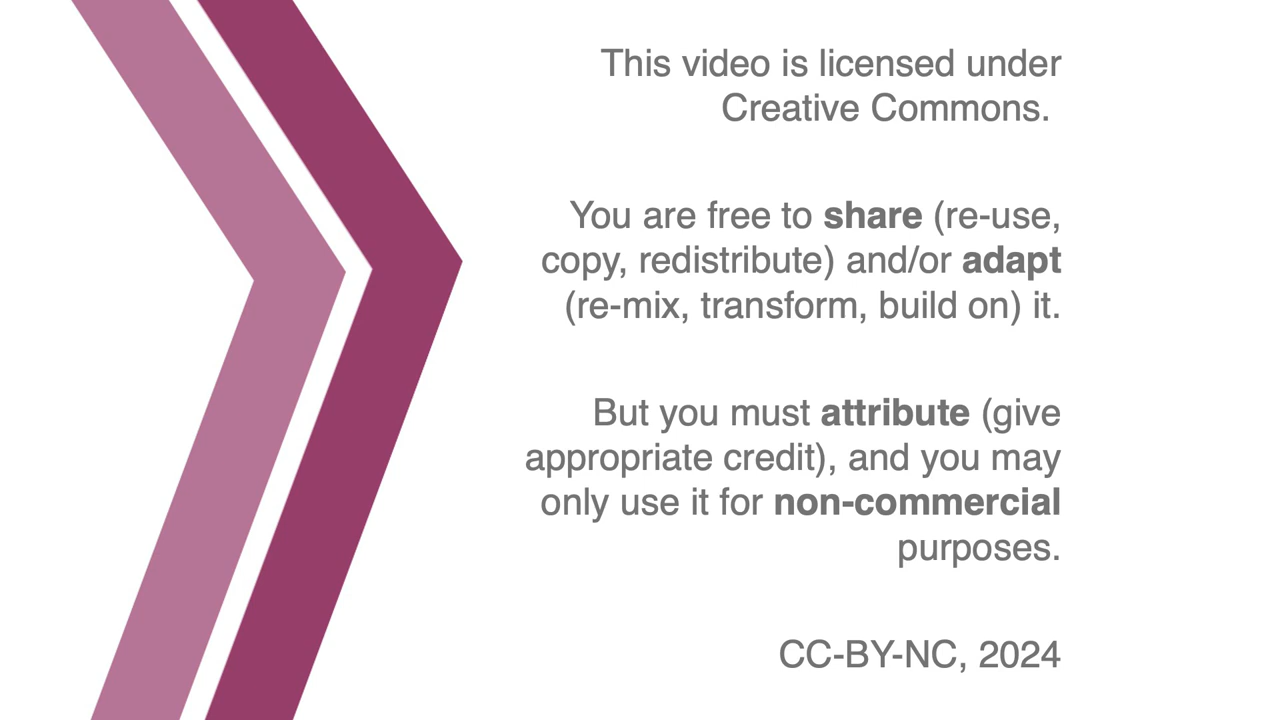 This video is licensed under
Creative Commons.
You are free to share (re-use,
copy, redistribute) and/or adapt
(re-mix, transform, build on) it.
But you must attribute (give
appropriate credit), and you may
only use it for non-commercial
purposes.
CC-BY-NC, 2024